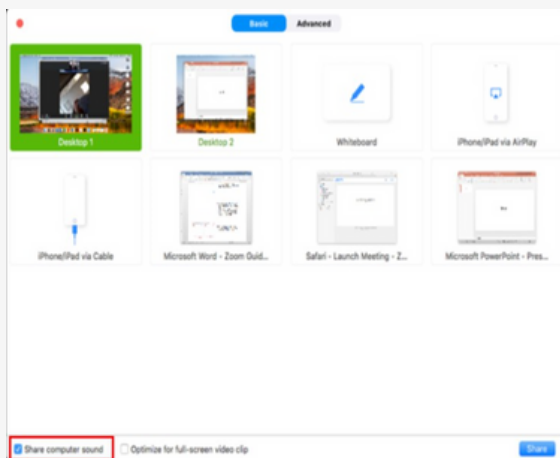 Basic
Advanced
Desktop 1
Desktop 2
Whiteboard
iPhone/iPad via AirPlay
iPhone/iPad via Cable
Microsoft Word - Zoom Guid...
Safari - Launch Meeting - Z...
Microsoft PowerPoint - Pres...
Share computer sound
Optimize for full-screen video clip
Share